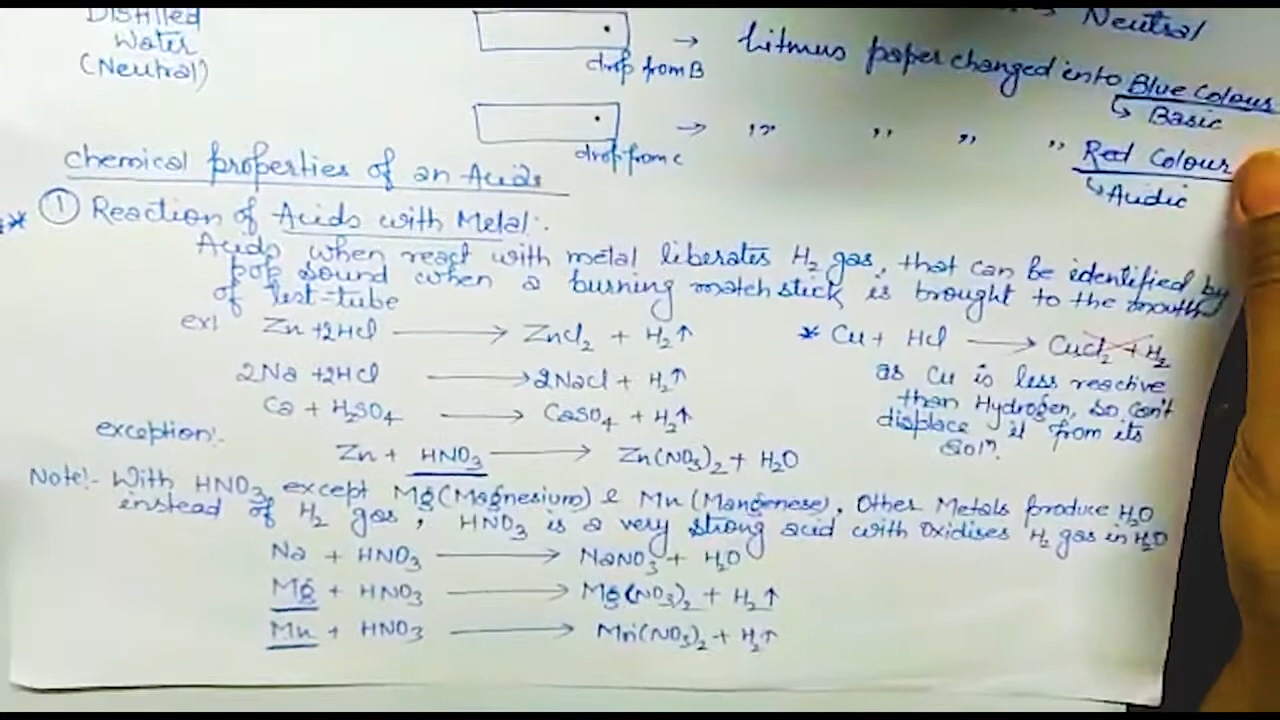 Distilled
Water
(Neutral)
Neutral
drop from B
→ Litmus paper changed into Blue Colour
↳ Basic
drop from C
→ ,, ,, ,, ,, Red Colour
↳ Acidic
Chemical properties of an Acids
* ① Reaction of Acids with Metal:
Acids when react with metal liberates H₂ gas, that can be identified by
pop sound when a burning match stick is brought to the mouth
of test-tube
ex! Zn + 2HCl → ZnCl₂ + H₂↑
2Na + 2HCl → 2NaCl + H₂↑
Ca + H₂SO₄ → CaSO₄ + H₂↑
* Cu + HCl → CuCl₂ + H₂
as Cu is less reactive
than Hydrogen, so can't
displace it from its
Solⁿ.
exception:
Zn + HNO₃ → Zn(NO₃)₂ + H₂O
Note:- With HNO₃, except Mg (Magnesium) & Mn (Mangenese), Other Metals produce H₂O
instead of H₂ gas, HNO₃ is a very strong acid with oxidises H₂ gas in H₂O
Na + HNO₃ → NaNO₃ + H₂O
Mg + HNO₃ → Mg(NO₃)₂ + H₂↑
Mn + HNO₃ → Mn(NO₃)₂ + H₂↑